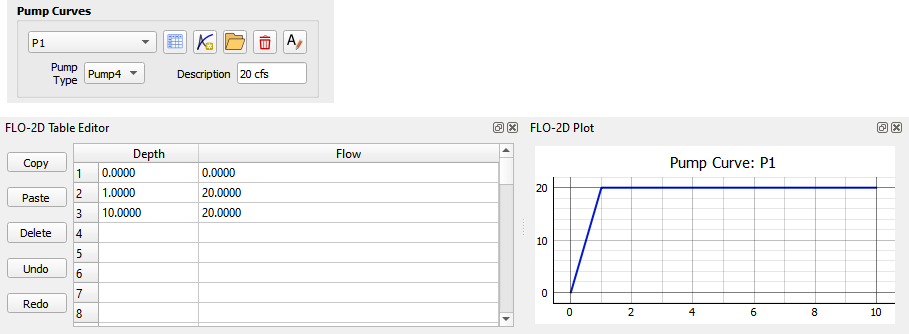 Pump Curves
P1
Pump Type
Pump4
Description
20 cfs
FLO-2D Table Editor
Copy
Paste
Delete
Undo
Redo
Depth Flow
1 0.0000 0.0000
2 1.0000 20.0000
3 10.0000 20.0000
4
5
6
7
8
FLO-2D Plot
Pump Curve: P1
20
10
0
0 2 4 6 8 10